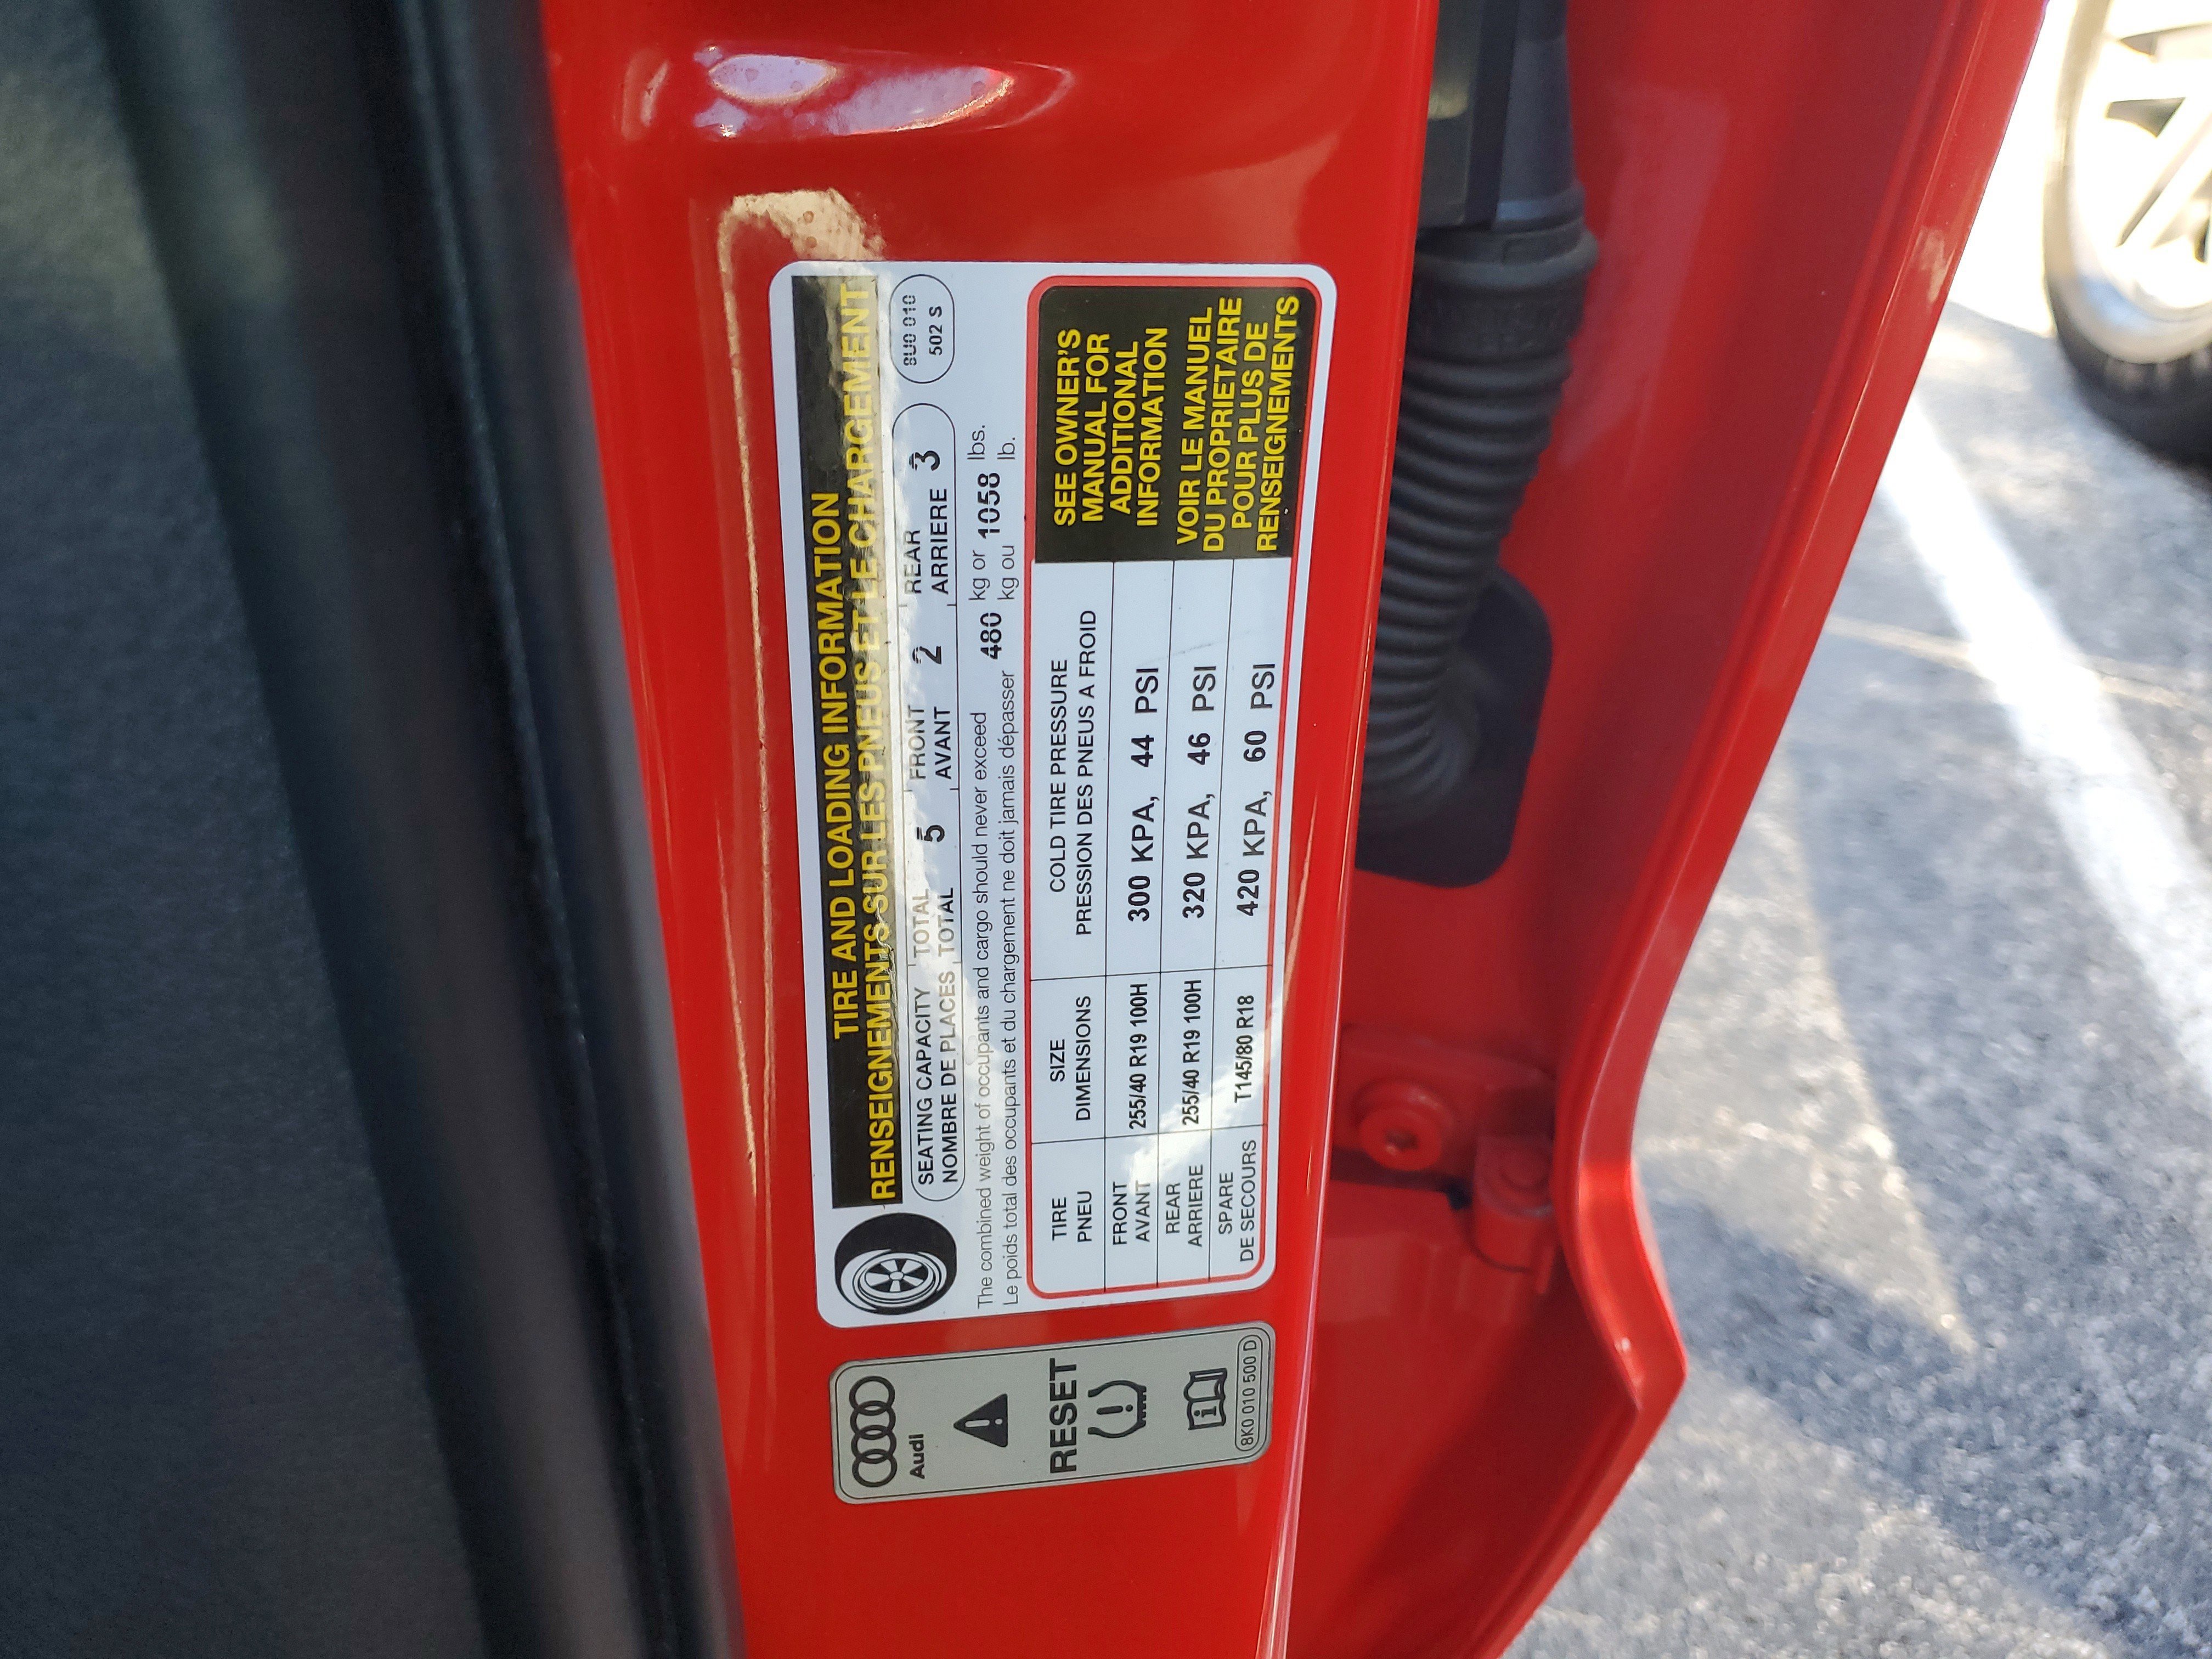 TIRE AND LOADING INFORMATION
RENSEIGNEMENTS SUR LES PNEUS ET LE CHARGEMENT
SEATING CAPACITY TOTAL 5 FRONT 2 REAR 3
NOMBRE DE PLACES TOTAL AVANT ARRIERE
8U0 010
502 S
The combined weight of occupants and cargo should never exceed 480 kg or 1058 lbs.
Le poids total des occupants et du chargement ne doit jamais dépasser kg ou lb.
TIRE SIZE COLD TIRE PRESSURE
PNEU DIMENSIONS PRESSION DES PNEUS A FROID
FRONT
AVANT 255/40 R19 100H 300 KPA, 44 PSI
REAR
ARRIERE 255/40 R19 100H 320 KPA, 46 PSI
SPARE
DE SECOURS T145/80 R18 420 KPA, 60 PSI
SEE OWNER'S
MANUAL FOR
ADDITIONAL
INFORMATION
VOIR LE MANUEL
DU PROPRIETAIRE
POUR PLUS DE
RENSEIGNEMENTS
Audi
RESET
8K0 010 500 D